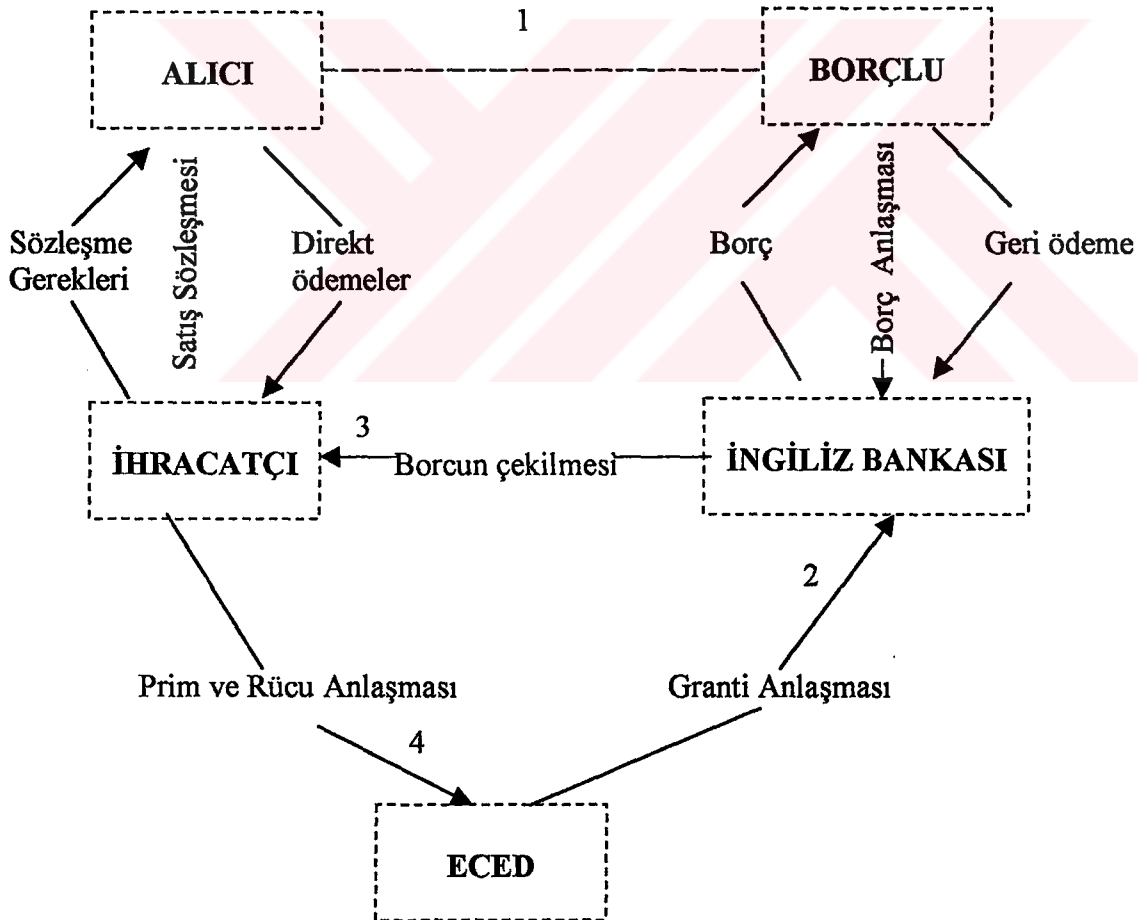 1
ALICI
BORÇLU
Sözleşme
Gerekleri
Satış Sözleşmesi
Direkt
ödemeler
Borç
Borç Anlaşması
Geri ödeme
İHRACATÇI
3
Borcun çekilmesi
İNGİLİZ BANKASI
2
Prim ve Rücu Anlaşması
Granti Anlaşması
4
ECED